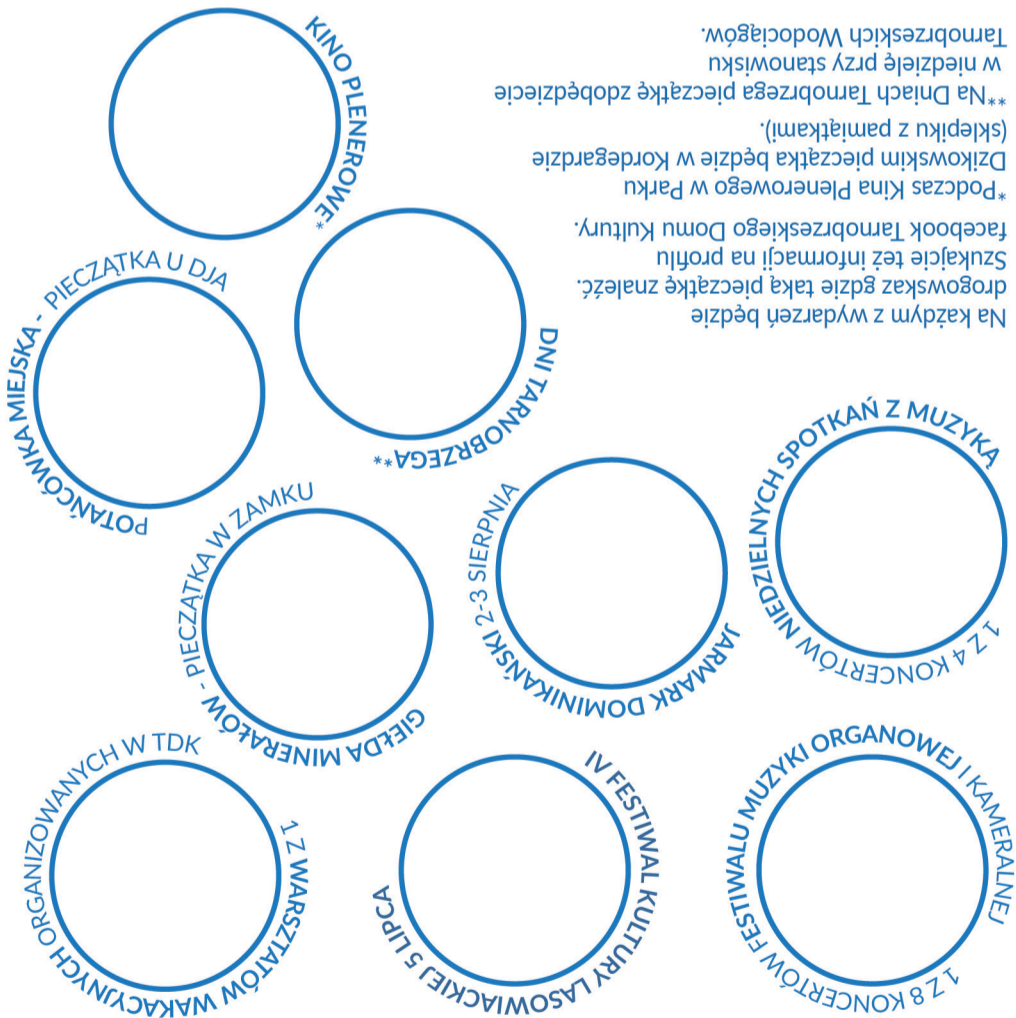 Na każdym z wydarzeń będzie
drogowskaz gdzie taką pieczątkę znaleźć.
Szukajcie też informacji na profilu
facebook Tarnobrzeskiego Domu Kultury.
*Podczas Kina Plenerowego w Parku
Dzikowskim pieczątka będzie w Kordegardzie
(sklepiku z pamiątkami).
**Na Dniach Tarnobrzega pieczątkę zdobędziecie
w niedzielę przy stanowisku
Tarnobrzeskich Wodociągów.
KINO PLENEROWE*
POTAŃCÓWKA MIEJSKA - PIECZĄTKA U DJA
DNI TARNOBRZEGA**
GIEŁDA MINERAŁÓW - PIECZĄTKA W ZAMKU
JARMARK DOMINIKAŃSKI 2-3 SIERPNIA
1 Z 4 KONCERTÓW NIEDZIELNYCH SPOTKAŃ Z MUZYKĄ
1 Z WARSZTATÓW WAKACYJNYCH ORGANIZOWANYCH W TDK
IV FESTIWAL KULTURY LASOWIACKIEJ 5 LIPCA
1 Z 8 KONCERTÓW FESTIWALU MUZYKI ORGANOWEJ I KAMERALNEJ